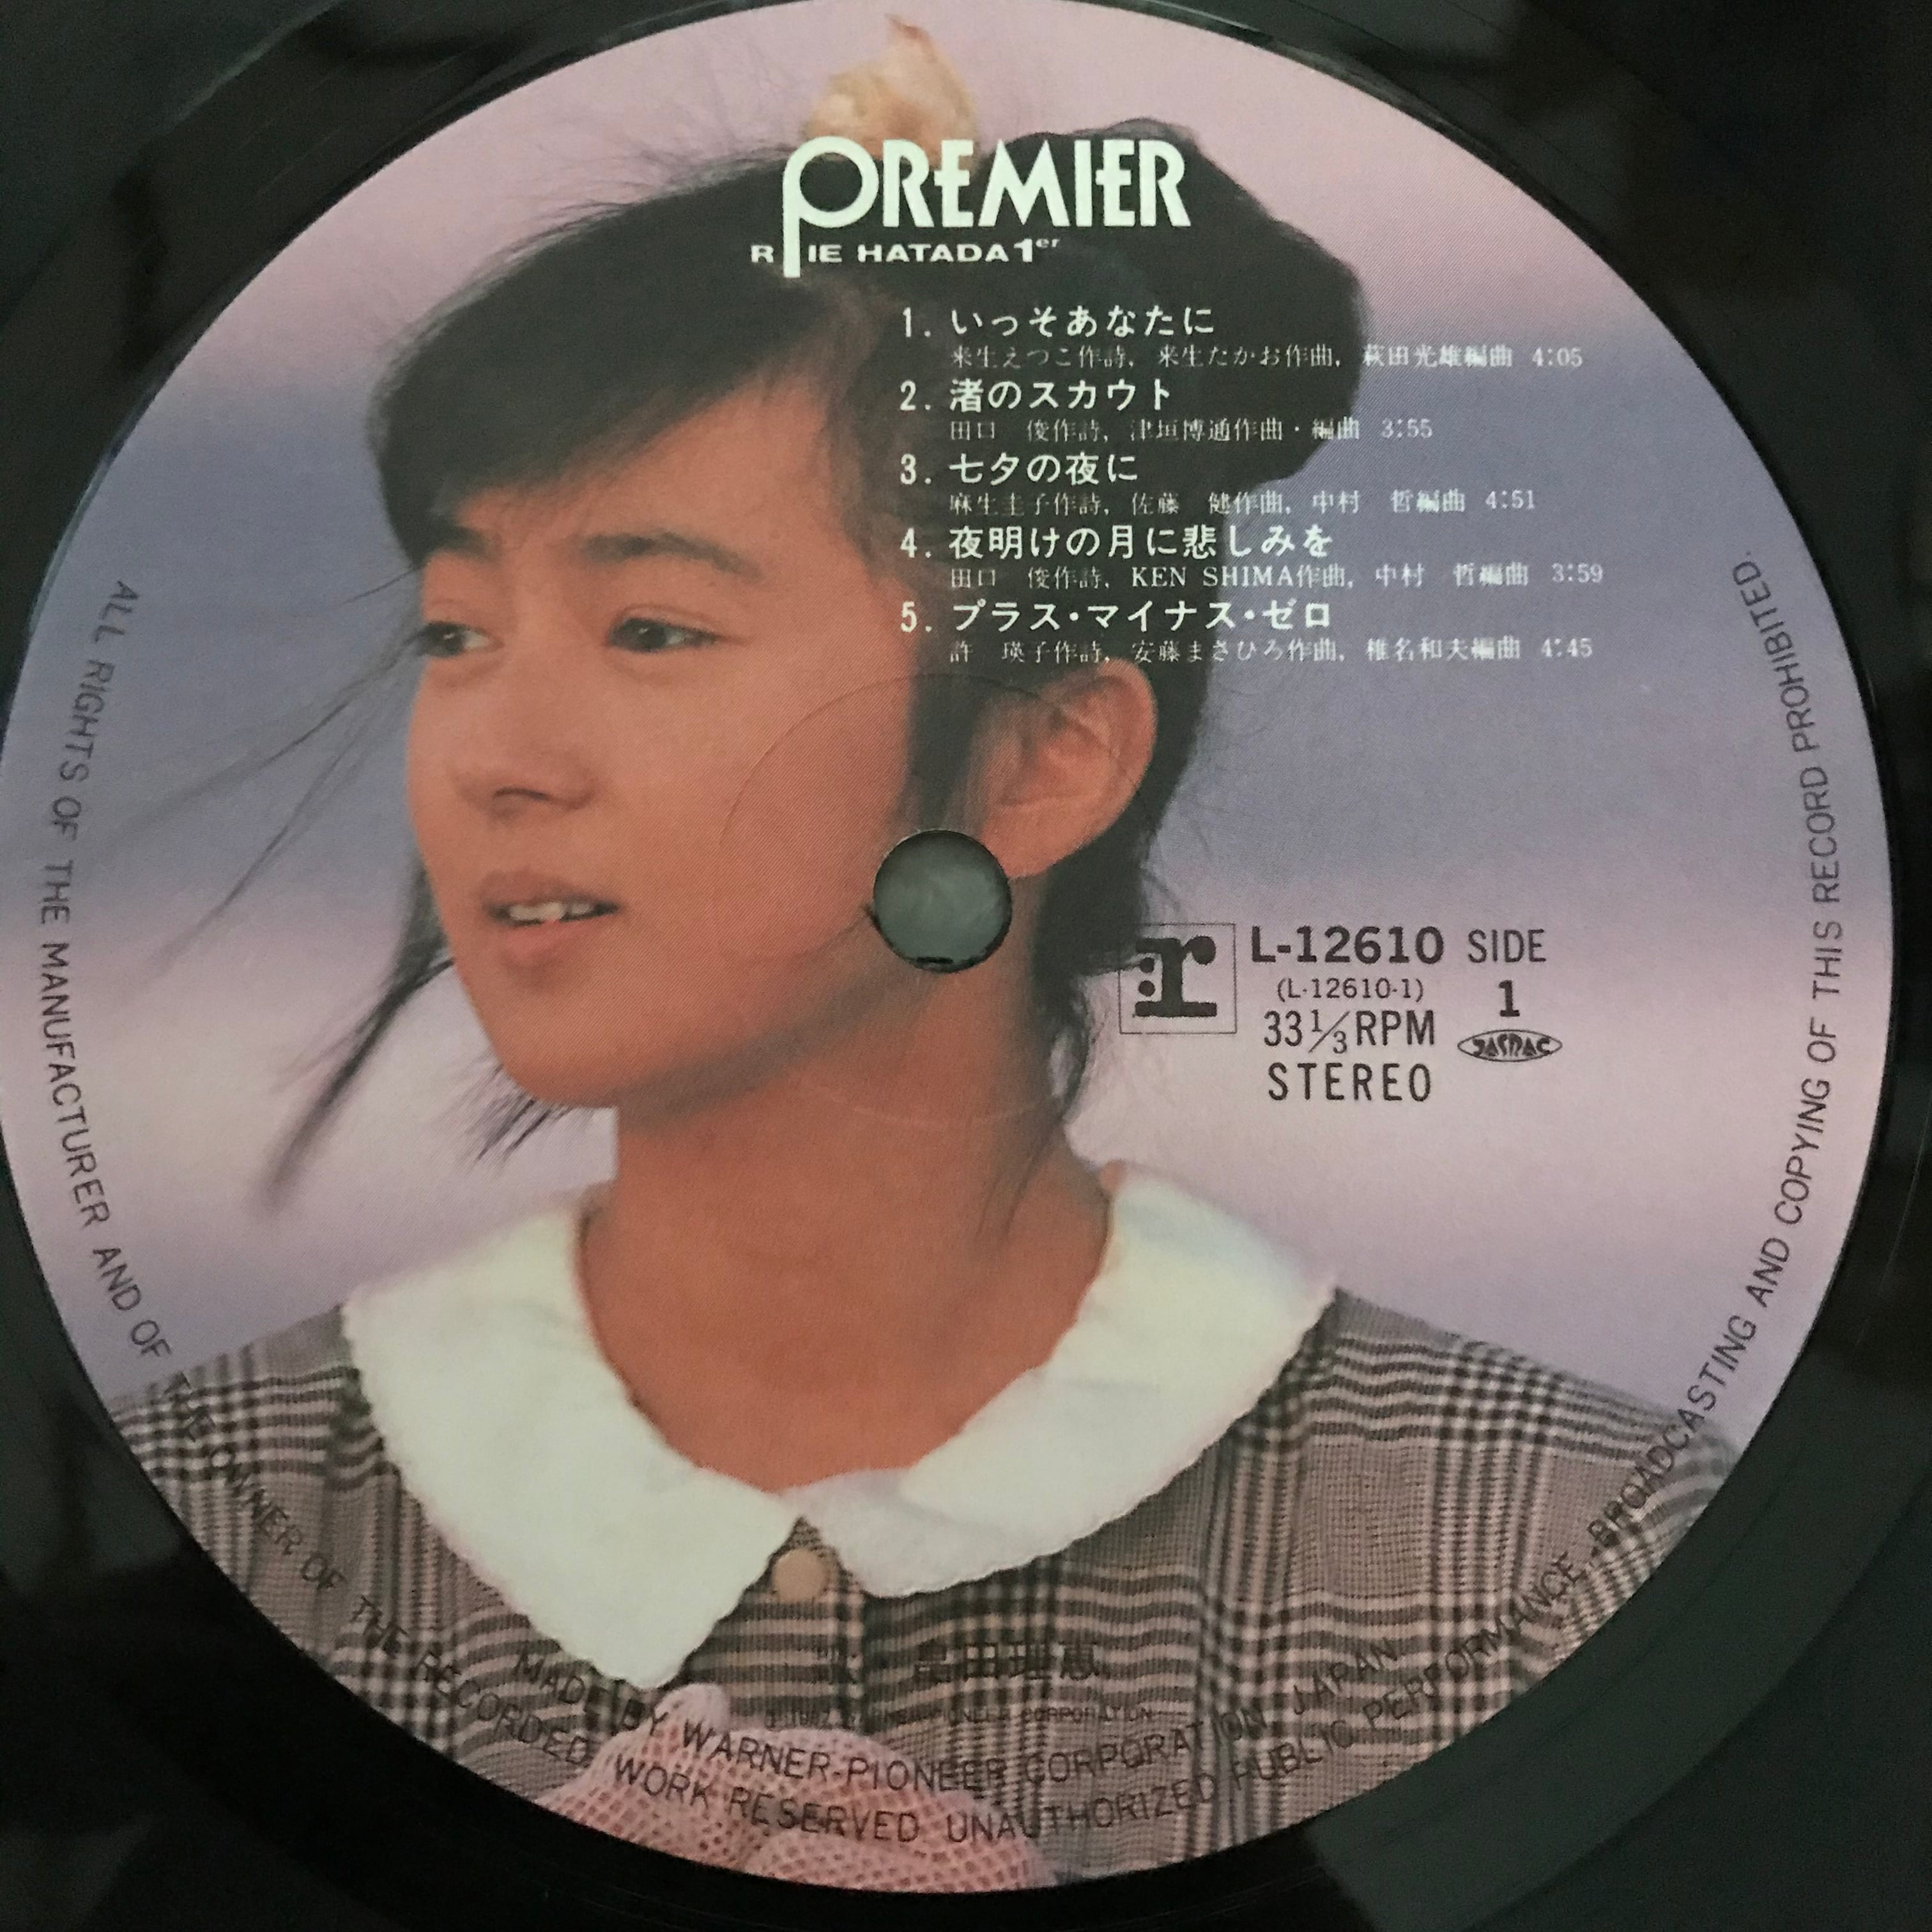 PREMIER
RIE HATADA 1er
1. いっそあなたに
来生えつこ作詩, 来生たかお作曲, 萩田光雄編曲 4:05
2. 渚のスカウト
田口 俊作詩, 津垣博通作曲・編曲 3:55
3. 七夕の夜に
麻生圭子作詩, 佐藤 健作曲, 中村 哲編曲 4:51
4. 夜明けの月に悲しみを
田口 俊作詩, KEN SHIMA作曲, 中村 哲編曲 3:59
5. プラス・マイナス・ゼロ
許 瑛子作詩, 安藤まさひろ作曲, 椎名和夫編曲 4:45
r L-12610 SIDE
(L-12610-1) 1
33 1/3 RPM JASRAC
STEREO
畠田理恵
WARNER-PIONEER CORPORATION
MADE BY WARNER-PIONEER CORPORATION, JAPAN
ALL RIGHTS OF THE MANUFACTURER AND OF THE OWNER OF THE RECORDED WORK RESERVED UNAUTHORIZED PUBLIC PERFORMANCE, BROADCASTING AND COPYING OF THIS RECORD PROHIBITED.